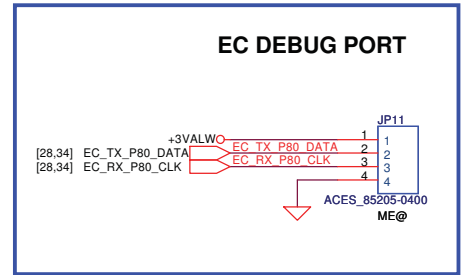 EC DEBUG PORT
JP11
+3VALW 1 1
[28,34] EC_TX_P80_DATA EC_TX_P80_DATA 2 2
[28,34] EC_RX_P80_CLK EC_RX_P80_CLK 3 3
4 4
ACES_85205-0400
ME@